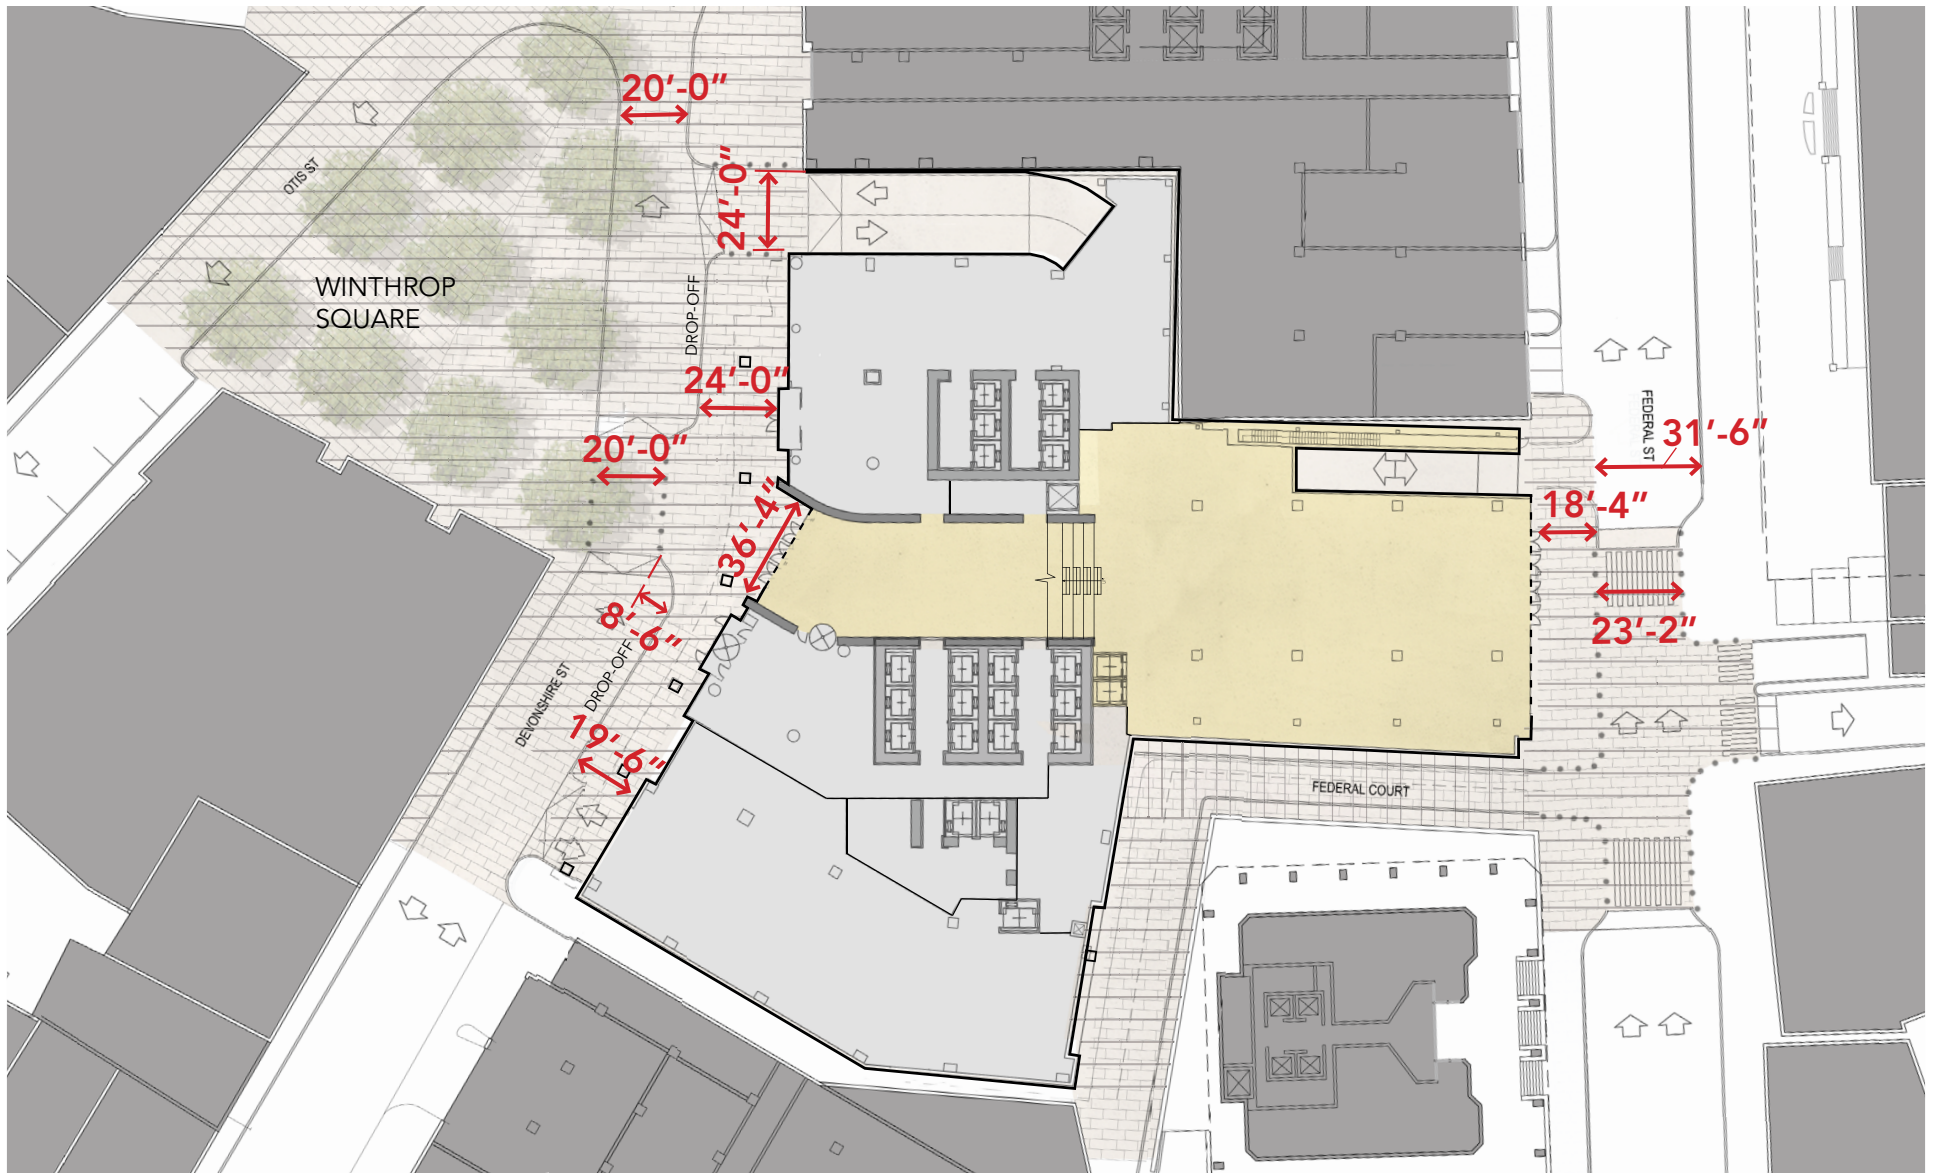 20'-0"
24'-0"
OTIS ST
WINTHROP
SQUARE
DROP-OFF
24'-0"
FEDERAL ST
31'-6"
20'-0"
18'-4"
36'-4"
8'-6"
23'-2"
DROP-OFF
DEVONSHIRE ST
19'-6"
FEDERAL COURT